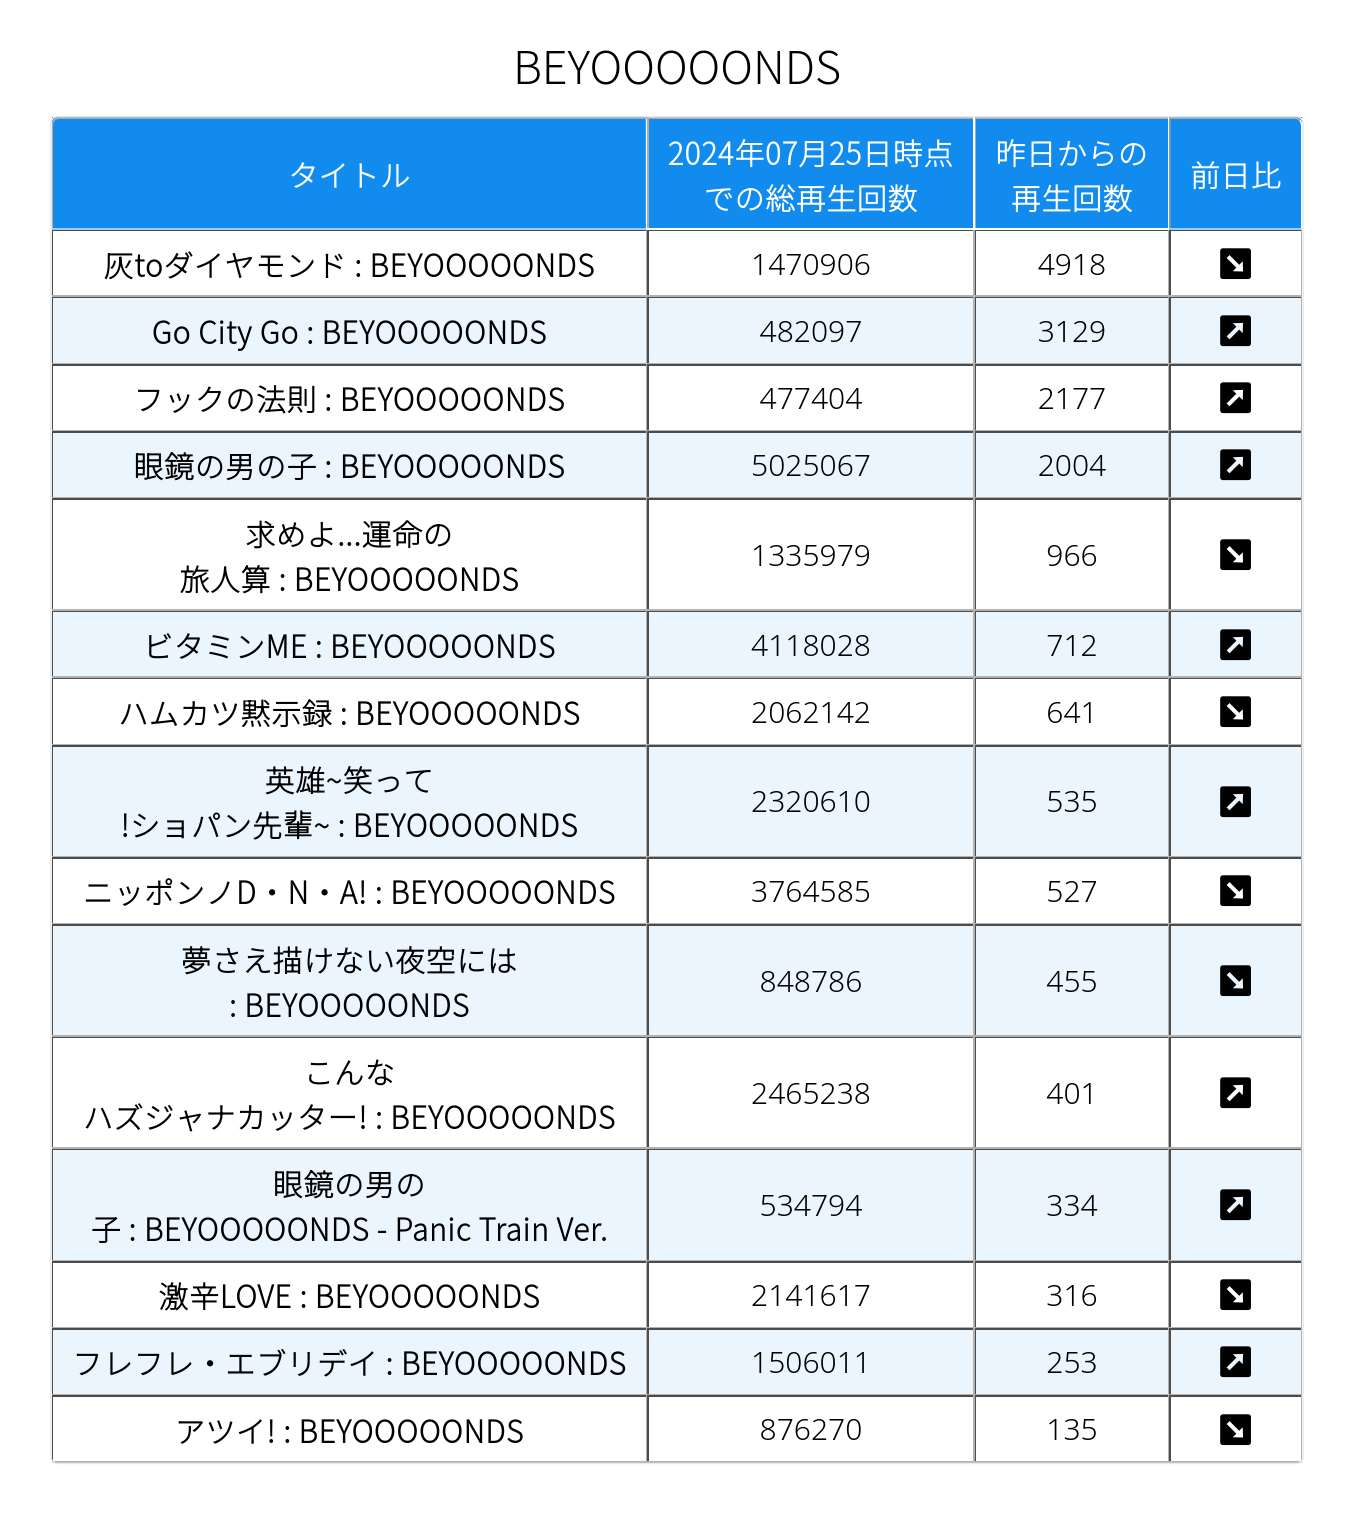 BEYOOOOONDS
タイトル
2024年07月25日時点
での総再生回数
昨日からの
再生回数
前日比
灰toダイヤモンド : BEYOOOOONDS 1470906 4918
Go City Go : BEYOOOOONDS 482097 3129
フックの法則 : BEYOOOOONDS 477404 2177
眼鏡の男の子 : BEYOOOOONDS 5025067 2004
求めよ...運命の
旅人算 : BEYOOOOONDS 1335979 966
ビタミンME : BEYOOOOONDS 4118028 712
ハムカツ黙示録 : BEYOOOOONDS 2062142 641
英雄~笑って
!ショパン先輩~ : BEYOOOOONDS 2320610 535
ニッポンノD・N・A! : BEYOOOOONDS 3764585 527
夢さえ描けない夜空には
: BEYOOOOONDS 848786 455
こんな
ハズジャナカッター! : BEYOOOOONDS 2465238 401
眼鏡の男の
子 : BEYOOOOONDS - Panic Train Ver. 534794 334
激辛LOVE : BEYOOOOONDS 2141617 316
フレフレ・エブリデイ : BEYOOOOONDS 1506011 253
アツイ! : BEYOOOOONDS 876270 135